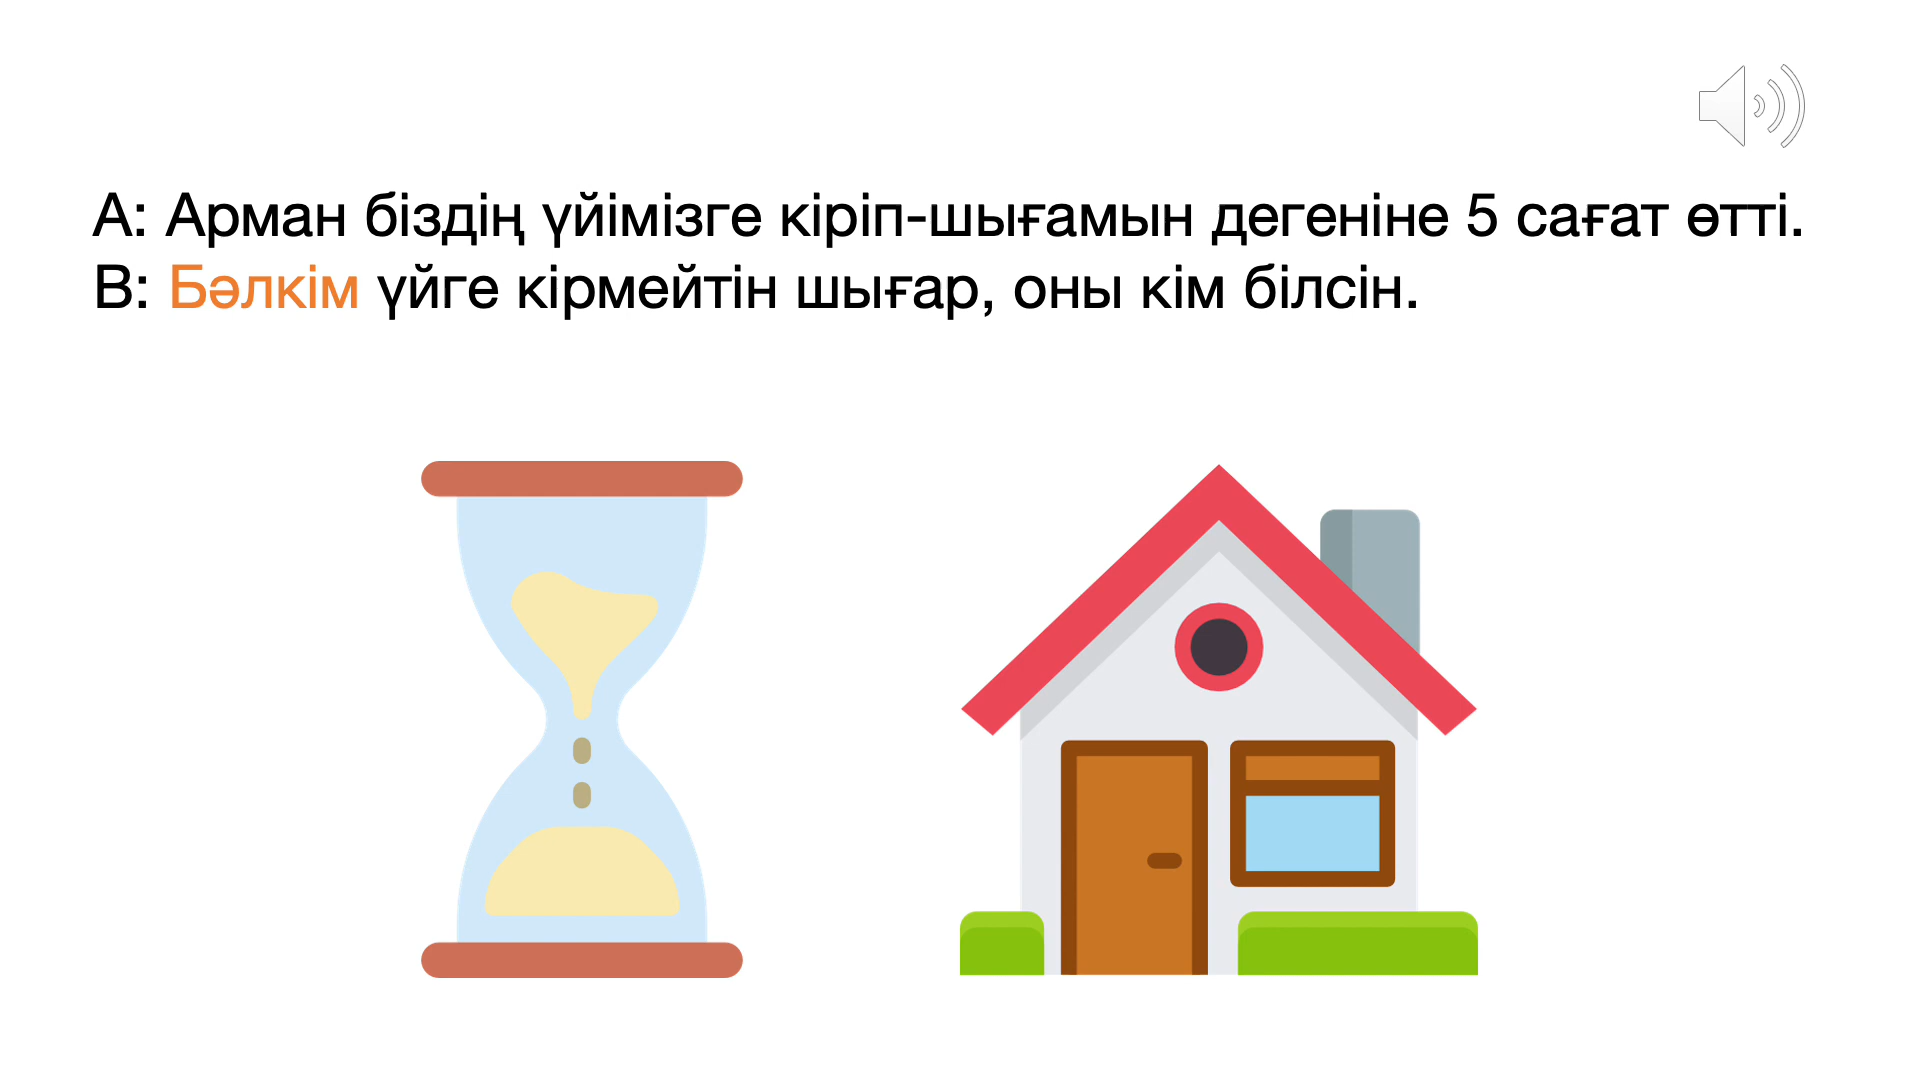 А: Арман біздің үйімізге кіріп-шығамын дегеніне 5 сағат өтті.
В: Бәлкім үйге кірмейтін шығар, оны кім білсін.